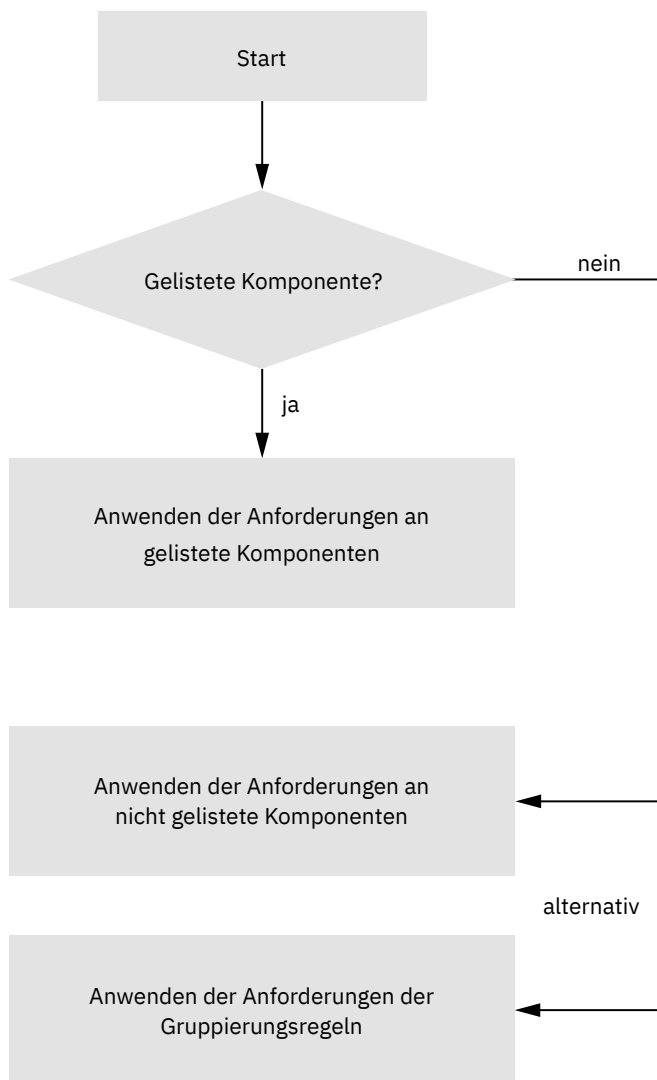 Start
Gelistete Komponente?
nein
ja
Anwenden der Anforderungen an
gelistete Komponenten
Anwenden der Anforderungen an
nicht gelistete Komponenten
alternativ
Anwenden der Anforderungen der
Gruppierungsregeln